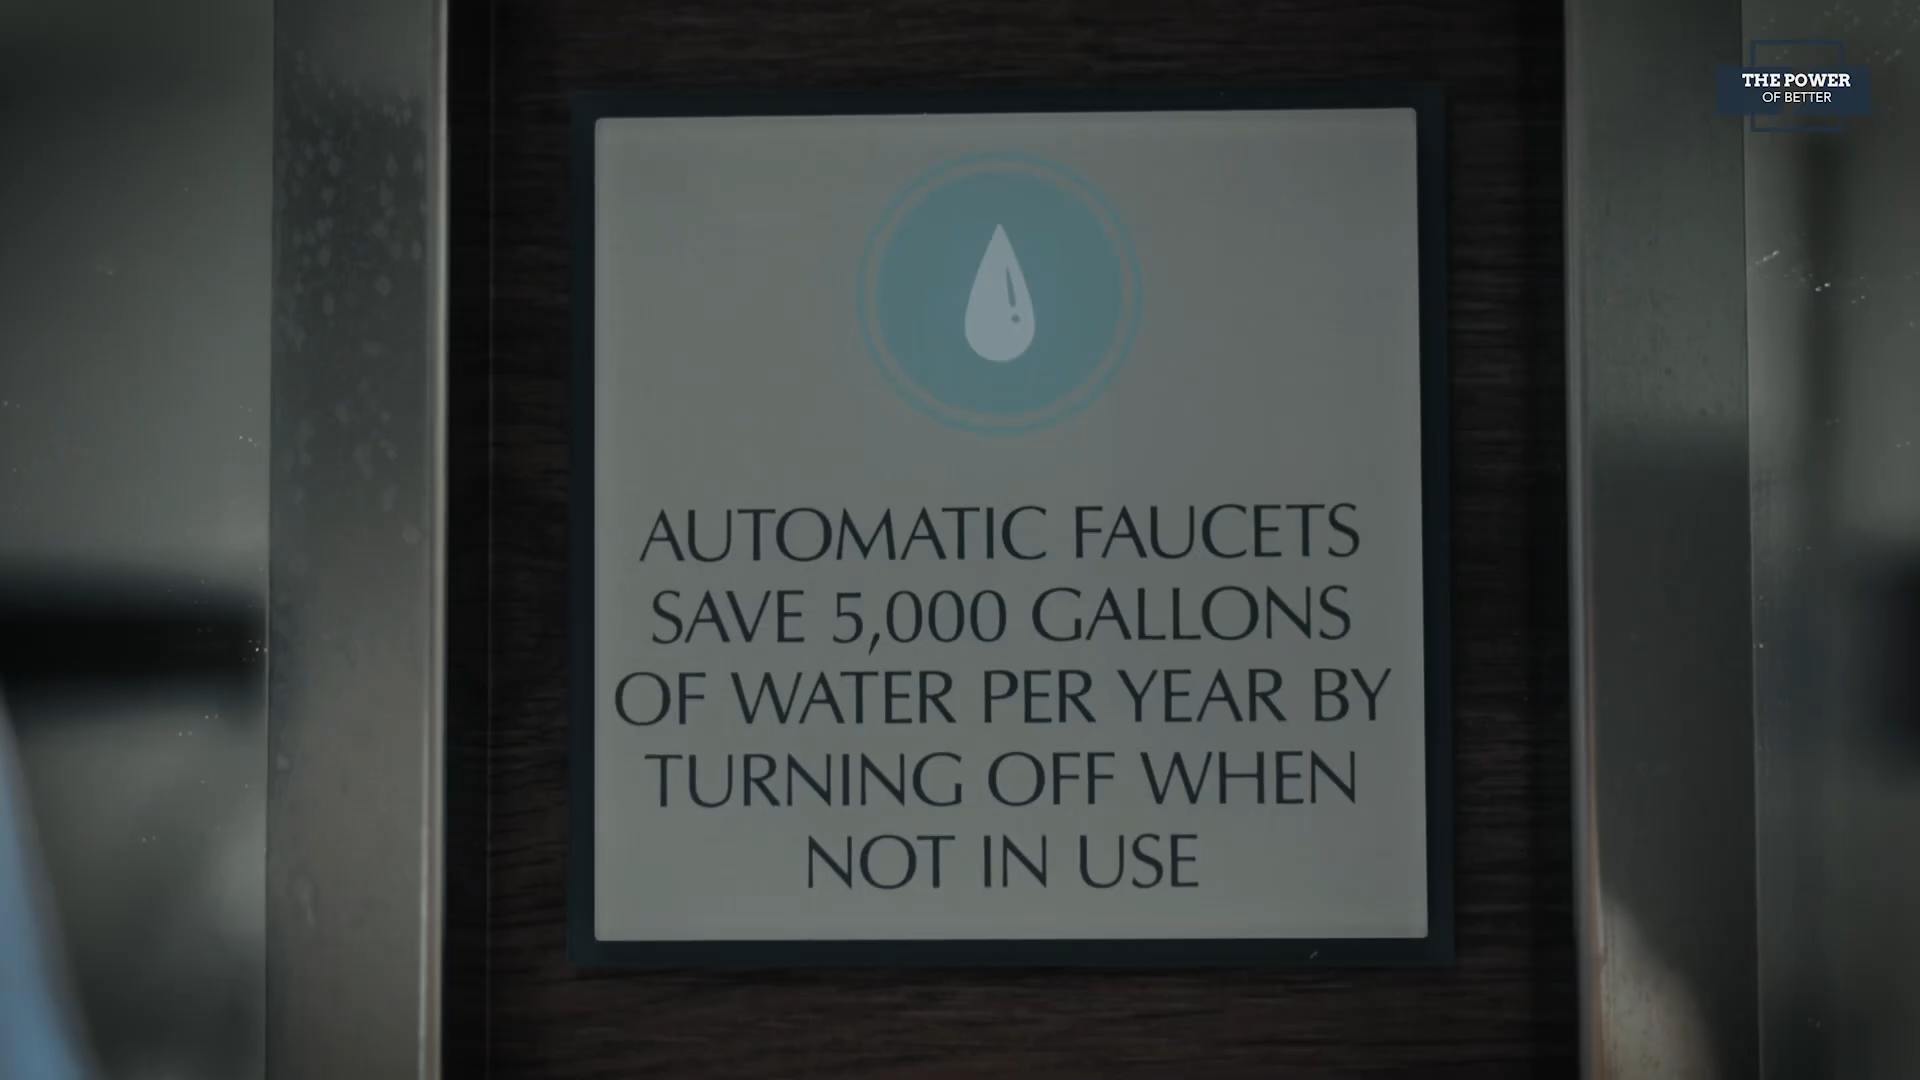 THE POWER
OF BETTER
AUTOMATIC FAUCETS
SAVE 5,000 GALLONS
OF WATER PER YEAR BY
TURNING OFF WHEN
NOT IN USE